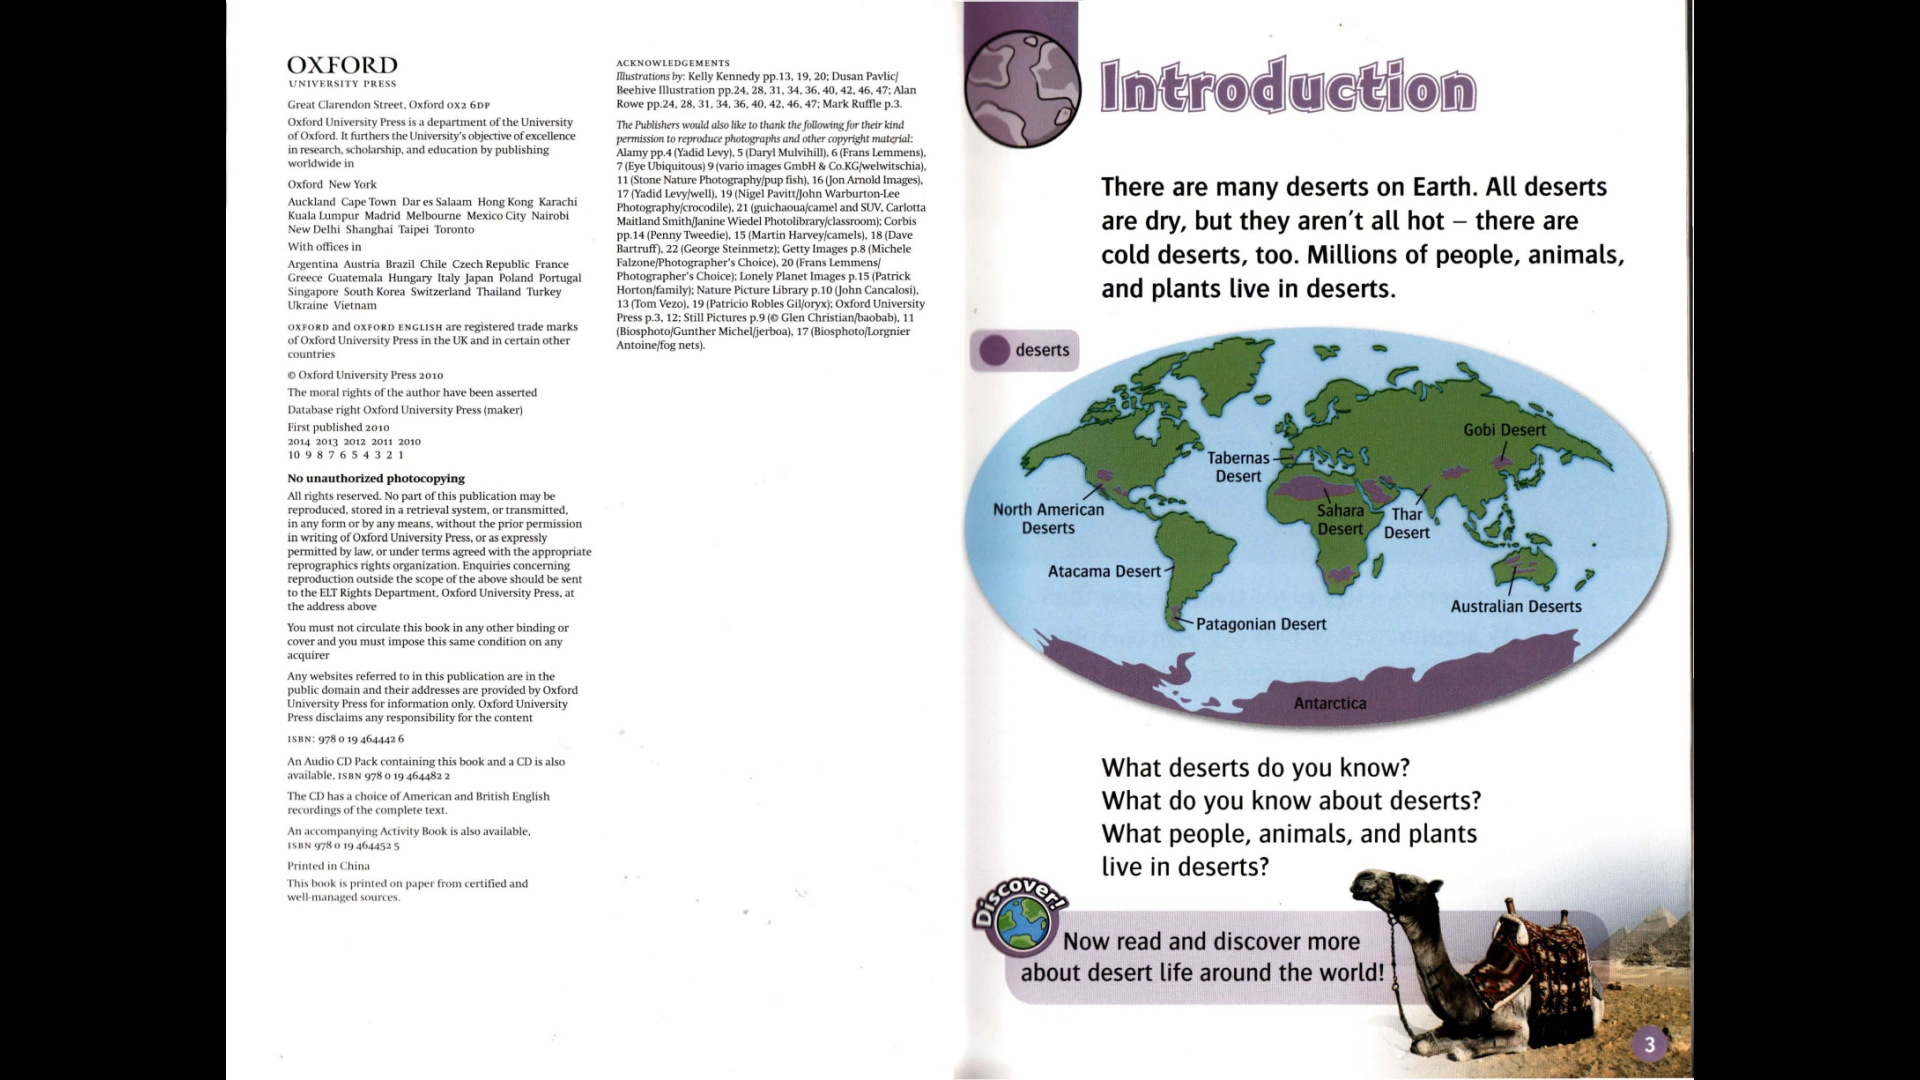 OXFORD
UNIVERSITY PRESS
Great Clarendon Street, Oxford OX2 6DP
Oxford University Press is a department of the University
of Oxford. It furthers the University's objective of excellence
in research, scholarship, and education by publishing
worldwide in
Oxford New York
Auckland Cape Town Dar es Salaam Hong Kong Karachi
Kuala Lumpur Madrid Melbourne Mexico City Nairobi
New Delhi Shanghai Taipei Toronto
With offices in
Argentina Austria Brazil Chile Czech Republic France
Greece Guatemala Hungary Italy Japan Poland Portugal
Singapore South Korea Switzerland Thailand Turkey
Ukraine Vietnam
OXFORD and OXFORD ENGLISH are registered trade marks
of Oxford University Press in the UK and in certain other
countries
© Oxford University Press 2010
The moral rights of the author have been asserted
Database right Oxford University Press (maker)
First published 2010
2014 2013 2012 2011 2010
10 9 8 7 6 5 4 3 2 1
No unauthorized photocopying
All rights reserved. No part of this publication may be
reproduced, stored in a retrieval system, or transmitted,
in any form or by any means, without the prior permission
in writing of Oxford University Press, or as expressly
permitted by law, or under terms agreed with the appropriate
reprographics rights organization. Enquiries concerning
reproduction outside the scope of the above should be sent
to the ELT Rights Department, Oxford University Press, at
the address above
You must not circulate this book in any other binding or
cover and you must impose this same condition on any
acquirer
Any websites referred to in this publication are in the
public domain and their addresses are provided by Oxford
University Press for information only. Oxford University
Press disclaims any responsibility for the content
ISBN: 978 0 19 464442 6
An Audio CD Pack containing this book and a CD is also
available, ISBN 978 0 19 464482 2
The CD has a choice of American and British English
recordings of the complete text.
An accompanying Activity Book is also available,
ISBN 978 0 19 464452 5
Printed in China
This book is printed on paper from certified and
well-managed sources.
ACKNOWLEDGEMENTS
Illustrations by: Kelly Kennedy pp.13, 19, 20; Dusan Pavlic/
Beehive Illustration pp.24, 28, 31, 34, 36, 40, 42, 46, 47; Alan
Rowe pp.24, 28, 31, 34, 36, 40, 42, 46, 47; Mark Ruffle p.3.
The Publishers would also like to thank the following for their kind
permission to reproduce photographs and other copyright material:
Alamy pp.4 (Yadid Levy), 5 (Daryl Mulvihill), 6 (Frans Lemmens),
7 (Eye Ubiquitous) 9 (vario images GmbH & Co.KG/welwitschia),
11 (Stone Nature Photography/pup fish), 16 (Jon Arnold Images),
17 (Yadid Levy/well), 19 (Nigel Pavitt/John Warburton-Lee
Photography/crocodile), 21 (guichaoua/camel and SUV, Carlotta
Maitland Smith/Janine Wiedel Photolibrary/classroom); Corbis
pp.14 (Penny Tweedie), 15 (Martin Harvey/camels), 18 (Dave
Bartruff), 22 (George Steinmetz); Getty Images p.8 (Michele
Falzone/Photographer's Choice), 20 (Frans Lemmens/
Photographer's Choice); Lonely Planet Images p.15 (Patrick
Horton/family); Nature Picture Library p.10 (John Cancalosi),
13 (Tom Vezo), 19 (Patricio Robles Gil/oryx); Oxford University
Press p.3, 12; Still Pictures p.9 (© Glen Christian/baobab), 11
(Biosphoto/Gunther Michel/jerboa), 17 (Biosphoto/Lorgnier
Antoine/fog nets).
Introduction
There are many deserts on Earth. All deserts
are dry, but they aren't all hot – there are
cold deserts, too. Millions of people, animals,
and plants live in deserts.
deserts
Gobi Desert
Tabernas
Desert
North American
Deserts
Sahara
Desert
Thar
Desert
Atacama Desert
Australian Deserts
Patagonian Desert
Antarctica
What deserts do you know?
What do you know about deserts?
What people, animals, and plants
live in deserts?
Discover!
Now read and discover more
about desert life around the world!
3